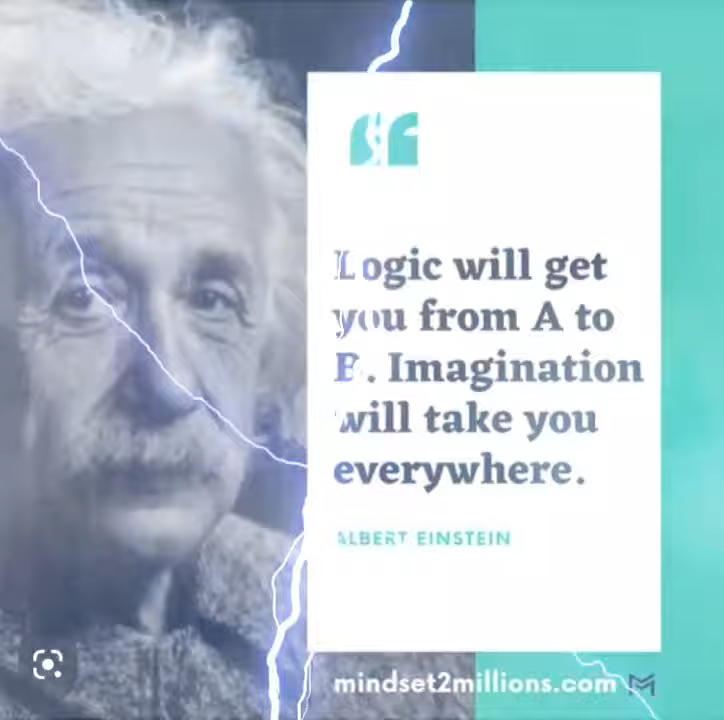 Logic will get
you from A to
B. Imagination
will take you
everywhere.
ALBERT EINSTEIN
mindset2millions.com